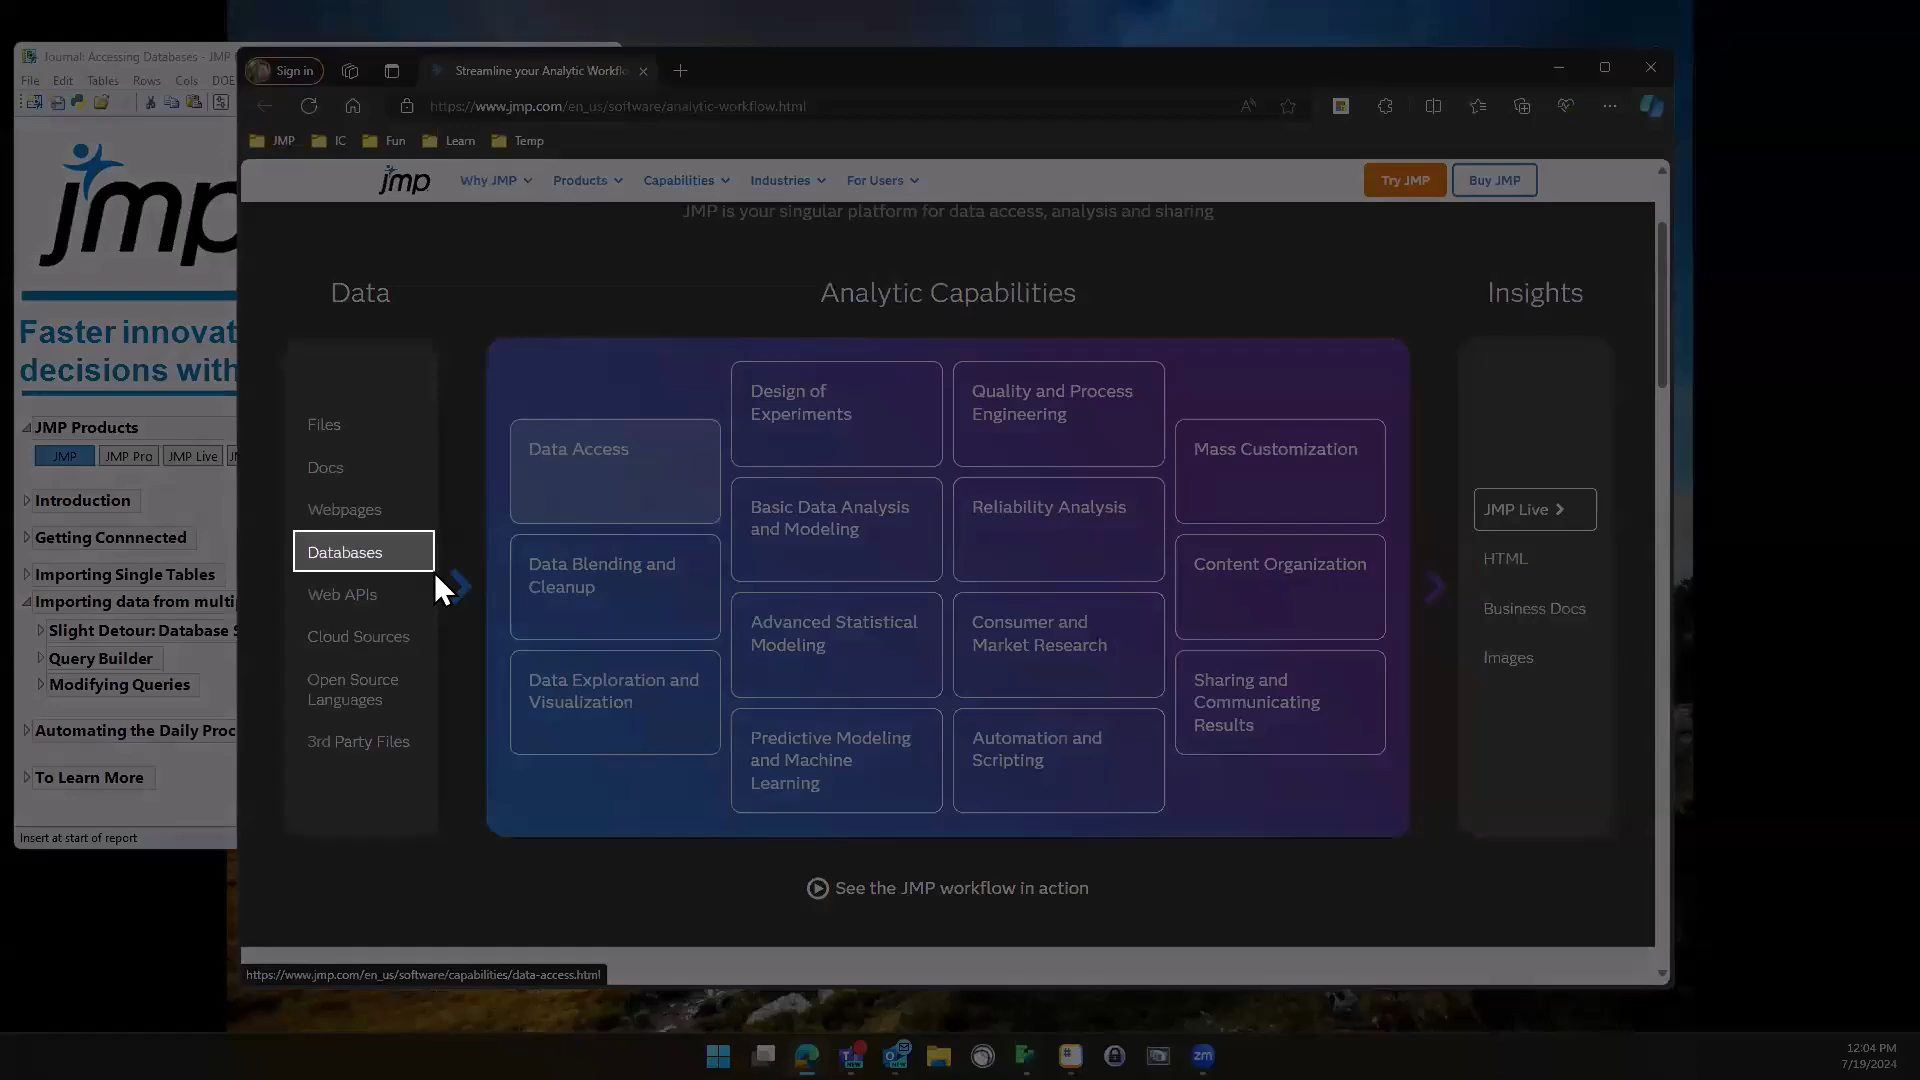 Journal: Accessing Databases - JMP
File Edit Tables Rows Cols DOE
jmp
Faster innovat
decisions with
JMP Products
JMP JMP Pro JMP Live
Introduction
Getting Connnected
Importing Single Tables
Importing data from multip
Slight Detour: Database S
Query Builder
Modifying Queries
Automating the Daily Proc
To Learn More
Insert at start of report
Sign in
Streamline your Analytic Workflo
https://www.jmp.com/en_us/software/analytic-workflow.html
JMP IC Fun Learn Temp
jmp
Why JMP Products Capabilities Industries For Users
Try JMP Buy JMP
JMP is your singular platform for data access, analysis and sharing
Data
Files
Docs
Webpages
Databases
Web APIs
Cloud Sources
Open Source
Languages
3rd Party Files
Analytic Capabilities
Data Access
Data Blending and
Cleanup
Data Exploration and
Visualization
Design of
Experiments
Basic Data Analysis
and Modeling
Advanced Statistical
Modeling
Predictive Modeling
and Machine
Learning
Quality and Process
Engineering
Reliability Analysis
Consumer and
Market Research
Automation and
Scripting
Mass Customization
Content Organization
Sharing and
Communicating
Results
Insights
JMP Live
HTML
Business Docs
Images
See the JMP workflow in action
https://www.jmp.com/en_us/software/capabilities/data-access.html
zm
12:04 PM
7/19/2024